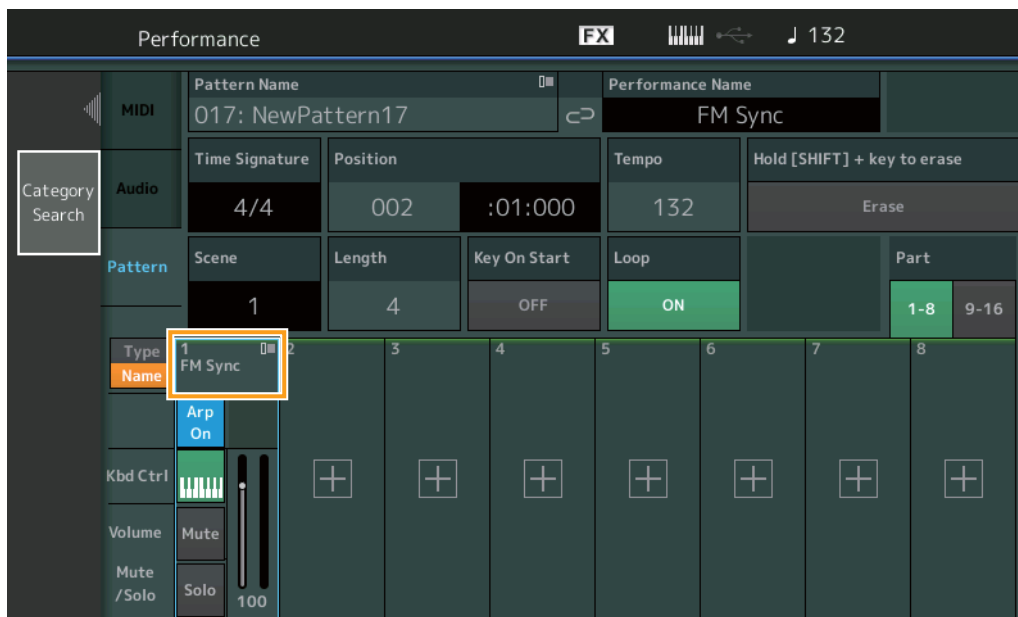 Performance
FX
♩ 132
Category
Search
MIDI
Audio
Pattern
Pattern Name
017: NewPattern17
Performance Name
FM Sync
Time Signature
4/4
Position
002
:01:000
Tempo
132
Hold [SHIFT] + key to erase
Erase
Scene
1
Length
4
Key On Start
OFF
Loop
ON
Part
1-8
9-16
Type
Name
1
FM Sync
2
3
4
5
6
7
8
Arp
On
Kbd Ctrl
Volume
Mute
/Solo
Mute
Solo
100